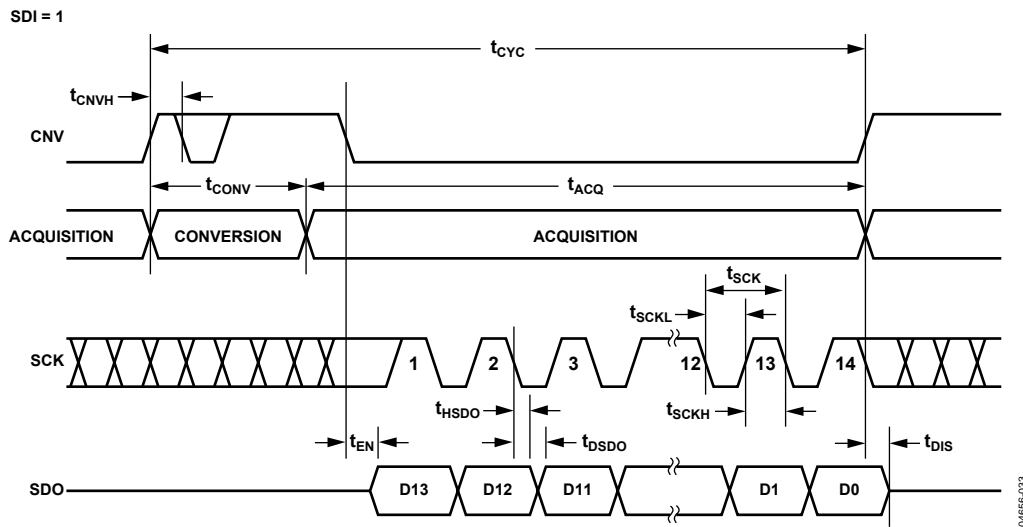 SDI = 1
tCYC
tCNVH
CNV
tCONV
tACQ
ACQUISITION
CONVERSION
ACQUISITION
tSCK
tSCKL
SCK
1
2
3
12
13
14
tHSDO
tSCKH
tEN
tDSDO
tDIS
SDO
D13
D12
D11
D1
D0
04656-033